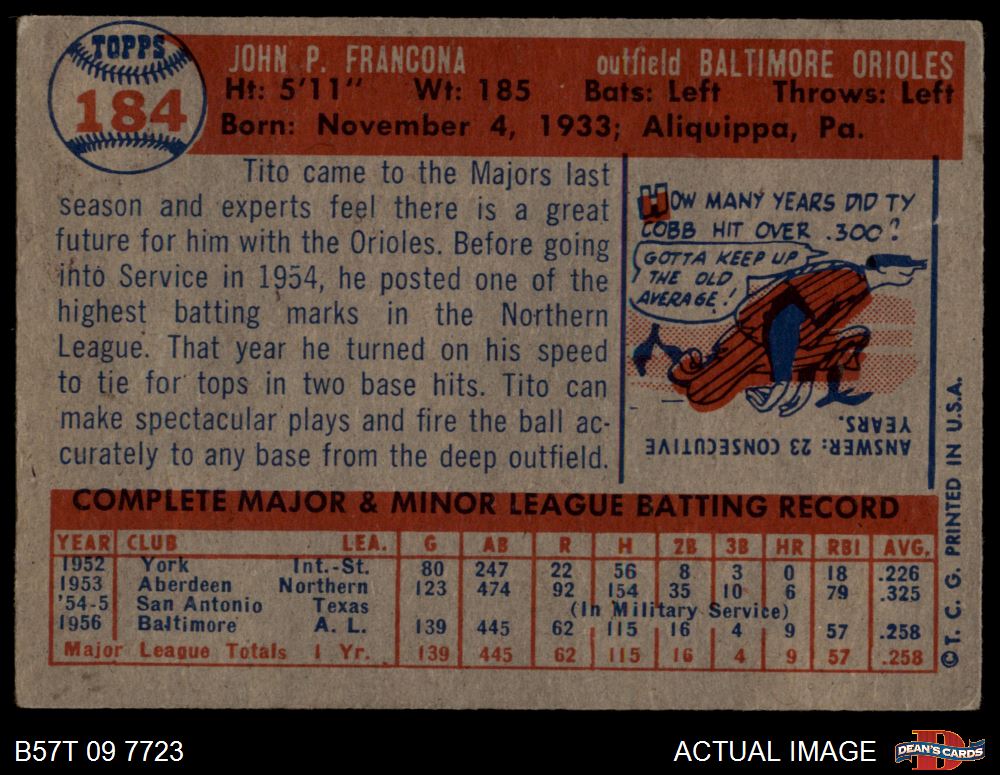 TOPPS
184
JOHN P. FRANCONA outfield BALTIMORE ORIOLES
Ht: 5'11" Wt: 185 Bats: Left Throws: Left
Born: November 4, 1933; Aliquippa, Pa.
Tito came to the Majors last
season and experts feel there is a great
future for him with the Orioles. Before going
into Service in 1954, he posted one of the
highest batting marks in the Northern
League. That year he turned on his speed
to tie for tops in two base hits. Tito can
make spectacular plays and fire the ball ac-
curately to any base from the deep outfield.
HOW MANY YEARS DID TY
COBB HIT OVER .300?
GOTTA KEEP UP
THE OLD
AVERAGE!
ANSWER: 23 CONSECUTIVE
YEARS.
COMPLETE MAJOR & MINOR LEAGUE BATTING RECORD
YEAR CLUB LEA. G AB R H 2B 3B HR RBI AVG.
1952 York Int.-St. 80 247 22 56 8 3 0 18 .226
1953 Aberdeen Northern 123 474 92 154 35 10 6 79 .325
'54-5 San Antonio Texas (In Military Service)
1956 Baltimore A. L. 139 445 62 115 16 4 9 57 .258
Major League Totals 1 Yr. 139 445 62 115 16 4 9 57 .258
©T. C. G. PRINTED IN U.S.A.
B57T 09 7723
ACTUAL IMAGE
D
DEAN'S CARDS